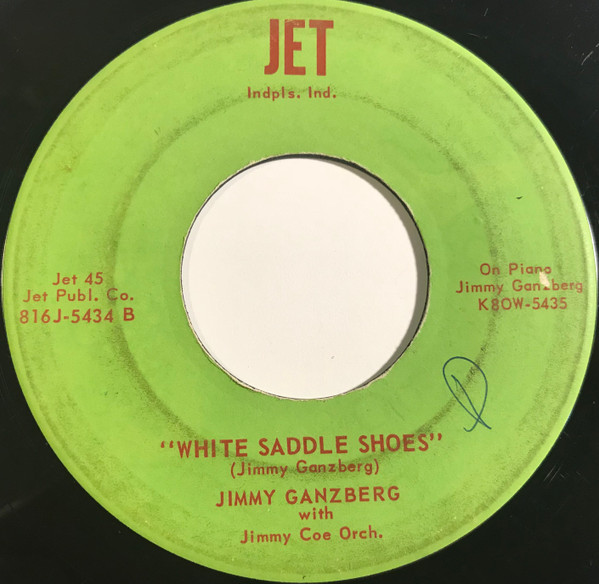 JET
Indpls. Ind.
Jet 45
Jet Publ. Co.
816J-5434 B
On Piano
Jimmy Ganzberg
K8OW-5435
"WHITE SADDLE SHOES"
(Jimmy Ganzberg)
JIMMY GANZBERG
with
Jimmy Coe Orch.